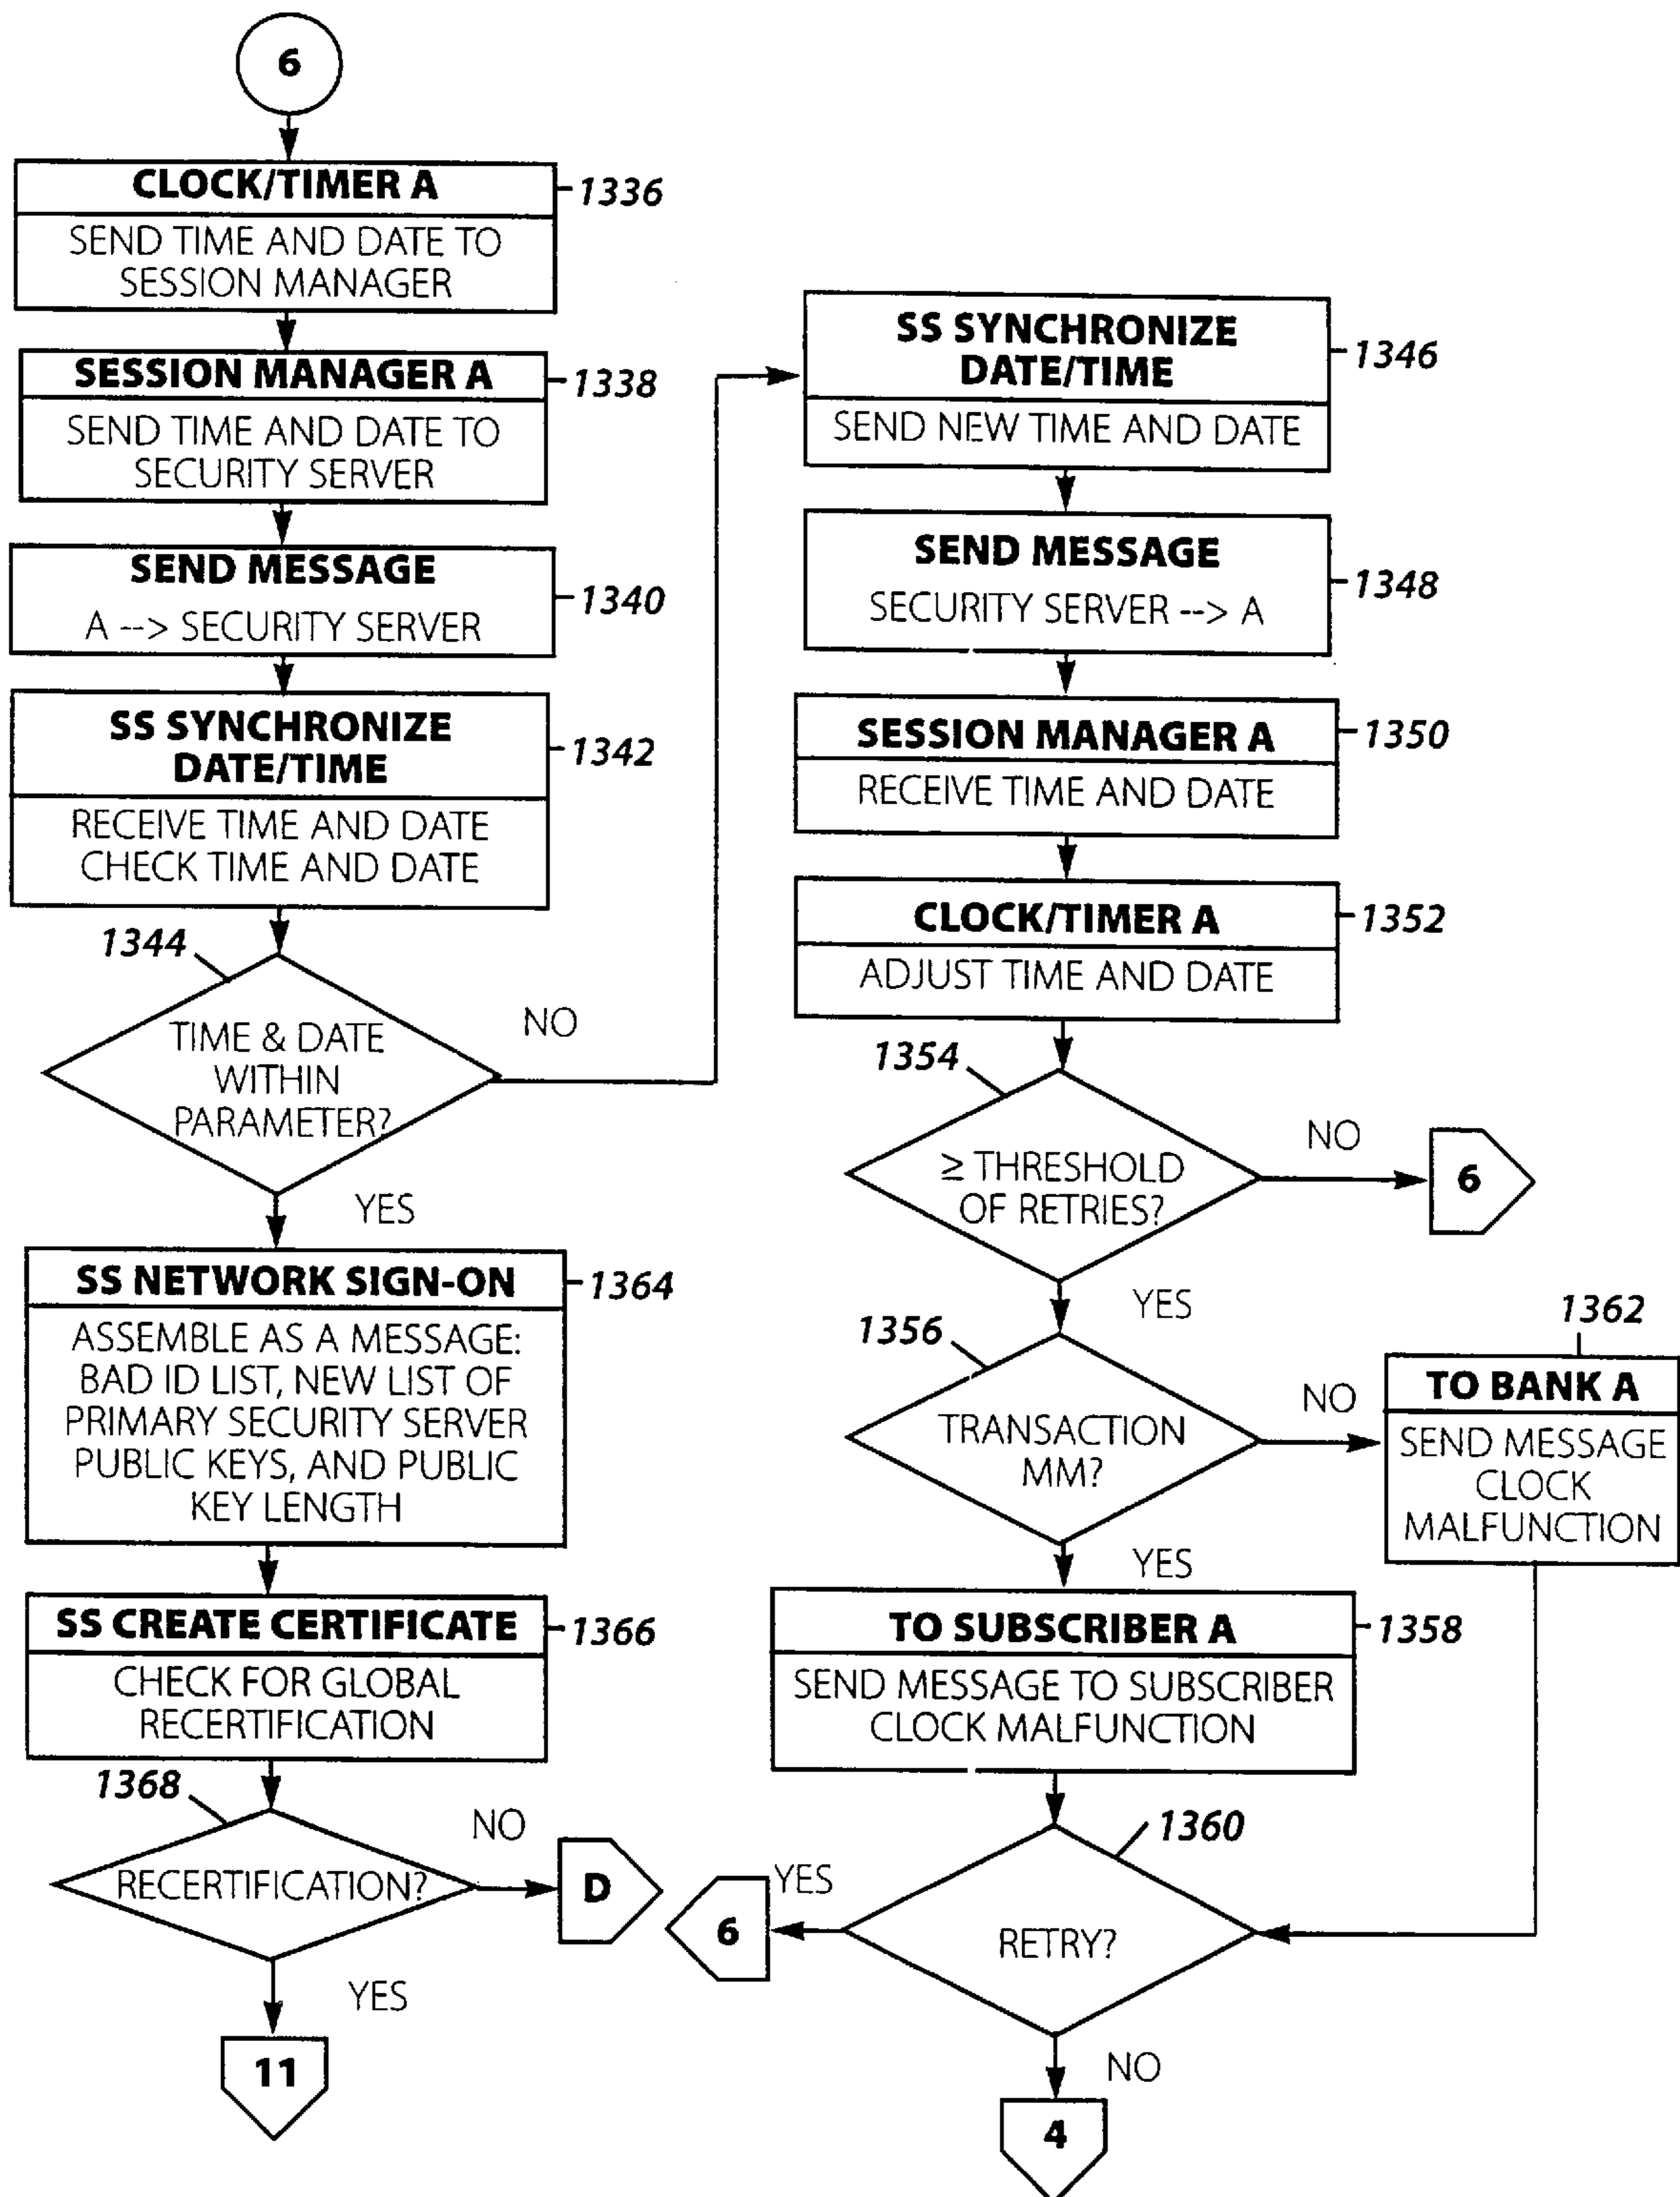 6
CLOCK/TIMER A
1336
SEND TIME AND DATE TO
SESSION MANAGER
SESSION MANAGER A
1338
SEND TIME AND DATE TO
SECURITY SERVER
SEND MESSAGE
1340
A --> SECURITY SERVER
SS SYNCHRONIZE
DATE/TIME
1342
RECEIVE TIME AND DATE
CHECK TIME AND DATE
1344
TIME & DATE
WITHIN
PARAMETER?
NO
YES
SS NETWORK SIGN-ON
1364
ASSEMBLE AS A MESSAGE:
BAD ID LIST, NEW LIST OF
PRIMARY SECURITY SERVER
PUBLIC KEYS, AND PUBLIC
KEY LENGTH
SS CREATE CERTIFICATE
1366
CHECK FOR GLOBAL
RECERTIFICATION
1368
RECERTIFICATION?
NO
D
YES
11
SS SYNCHRONIZE
DATE/TIME
1346
SEND NEW TIME AND DATE
SEND MESSAGE
1348
SECURITY SERVER --> A
SESSION MANAGER A
1350
RECEIVE TIME AND DATE
CLOCK/TIMER A
1352
ADJUST TIME AND DATE
1354
≥ THRESHOLD
OF RETRIES?
NO
6
YES
1356
TRANSACTION
MM?
NO
1362
TO BANK A
SEND MESSAGE
CLOCK
MALFUNCTION
YES
TO SUBSCRIBER A
1358
SEND MESSAGE TO SUBSCRIBER
CLOCK MALFUNCTION
1360
RETRY?
YES
6
NO
4